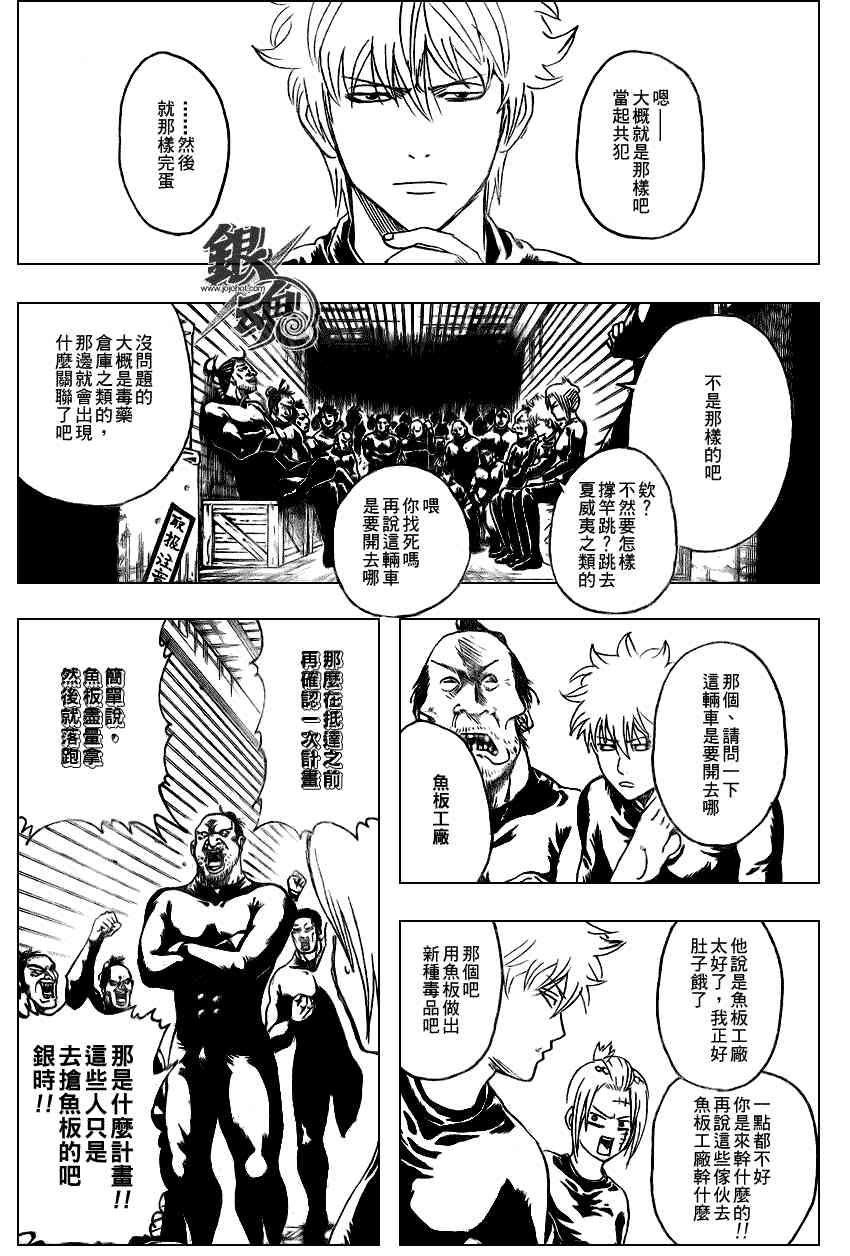 嗯──
大概就是那樣吧
當起共犯
……然後
就那樣完蛋
銀魂
www.jojohot.com
不是那樣的吧
欸？
不然要怎樣
撐竿跳？跳去
夏威夷之類的
喂
你找死嗎
再說這輛車
是要開去哪
沒問題的
大概是毒藥
倉庫之類的，
那邊就會出現
什麼關聯了吧
取扱注意
那個、請問一下
這輛車是要開去哪
魚板工廠
他說是魚板工廠
太好了，我正好
肚子餓了
一點都不好
你是來幹什麼的!!
再說這些傢伙去
魚板工廠幹什麼
那個吧
用魚板做出
新種毒品吧
那麼在抵達之前
再確認一次計畫
簡單說，
魚板盡量拿
然後就落跑
那是什麼計畫!!
這些人只是
去搶魚板的吧
銀時!!